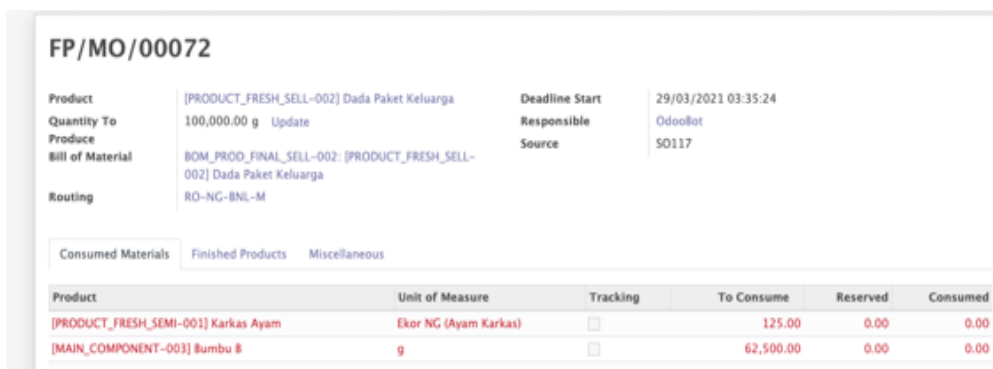 FP/MO/00072
Product [PRODUCT_FRESH_SELL-002] Dada Paket Keluarga Deadline Start 29/03/2021 03:35:24
Quantity To Produce 100,000.00 g Update Responsible OdooBot
Source SO117
Bill of Material BOM_PROD_FINAL_SELL-002: [PRODUCT_FRESH_SELL-
002] Dada Paket Keluarga
Routing RO-NG-BNL-M
Consumed Materials Finished Products Miscellaneous
Product Unit of Measure Tracking To Consume Reserved Consumed
[PRODUCT_FRESH_SEMI-001] Karkas Ayam Ekor NG (Ayam Karkas) 125.00 0.00 0.00
[MAIN_COMPONENT-003] Bumbu B g 62,500.00 0.00 0.00